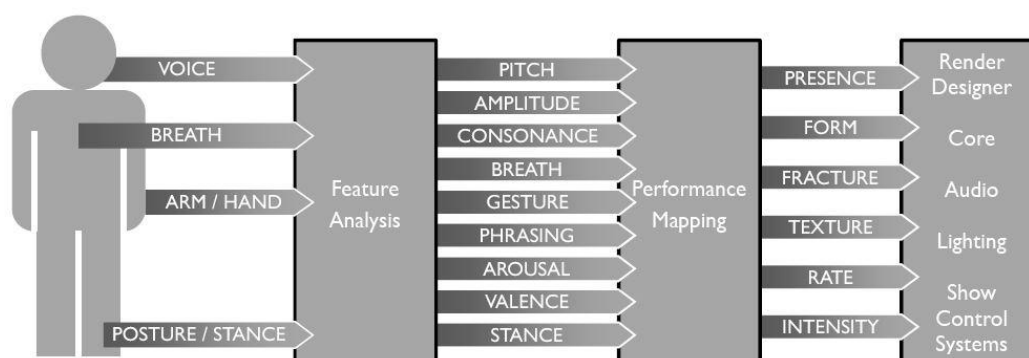 VOICE
BREATH
ARM / HAND
POSTURE / STANCE
Feature
Analysis
PITCH
AMPLITUDE
CONSONANCE
BREATH
GESTURE
PHRASING
AROUSAL
VALENCE
STANCE
Performance
Mapping
PRESENCE
FORM
FRACTURE
TEXTURE
RATE
INTENSITY
Render
Designer
Core
Audio
Lighting
Show
Control
Systems